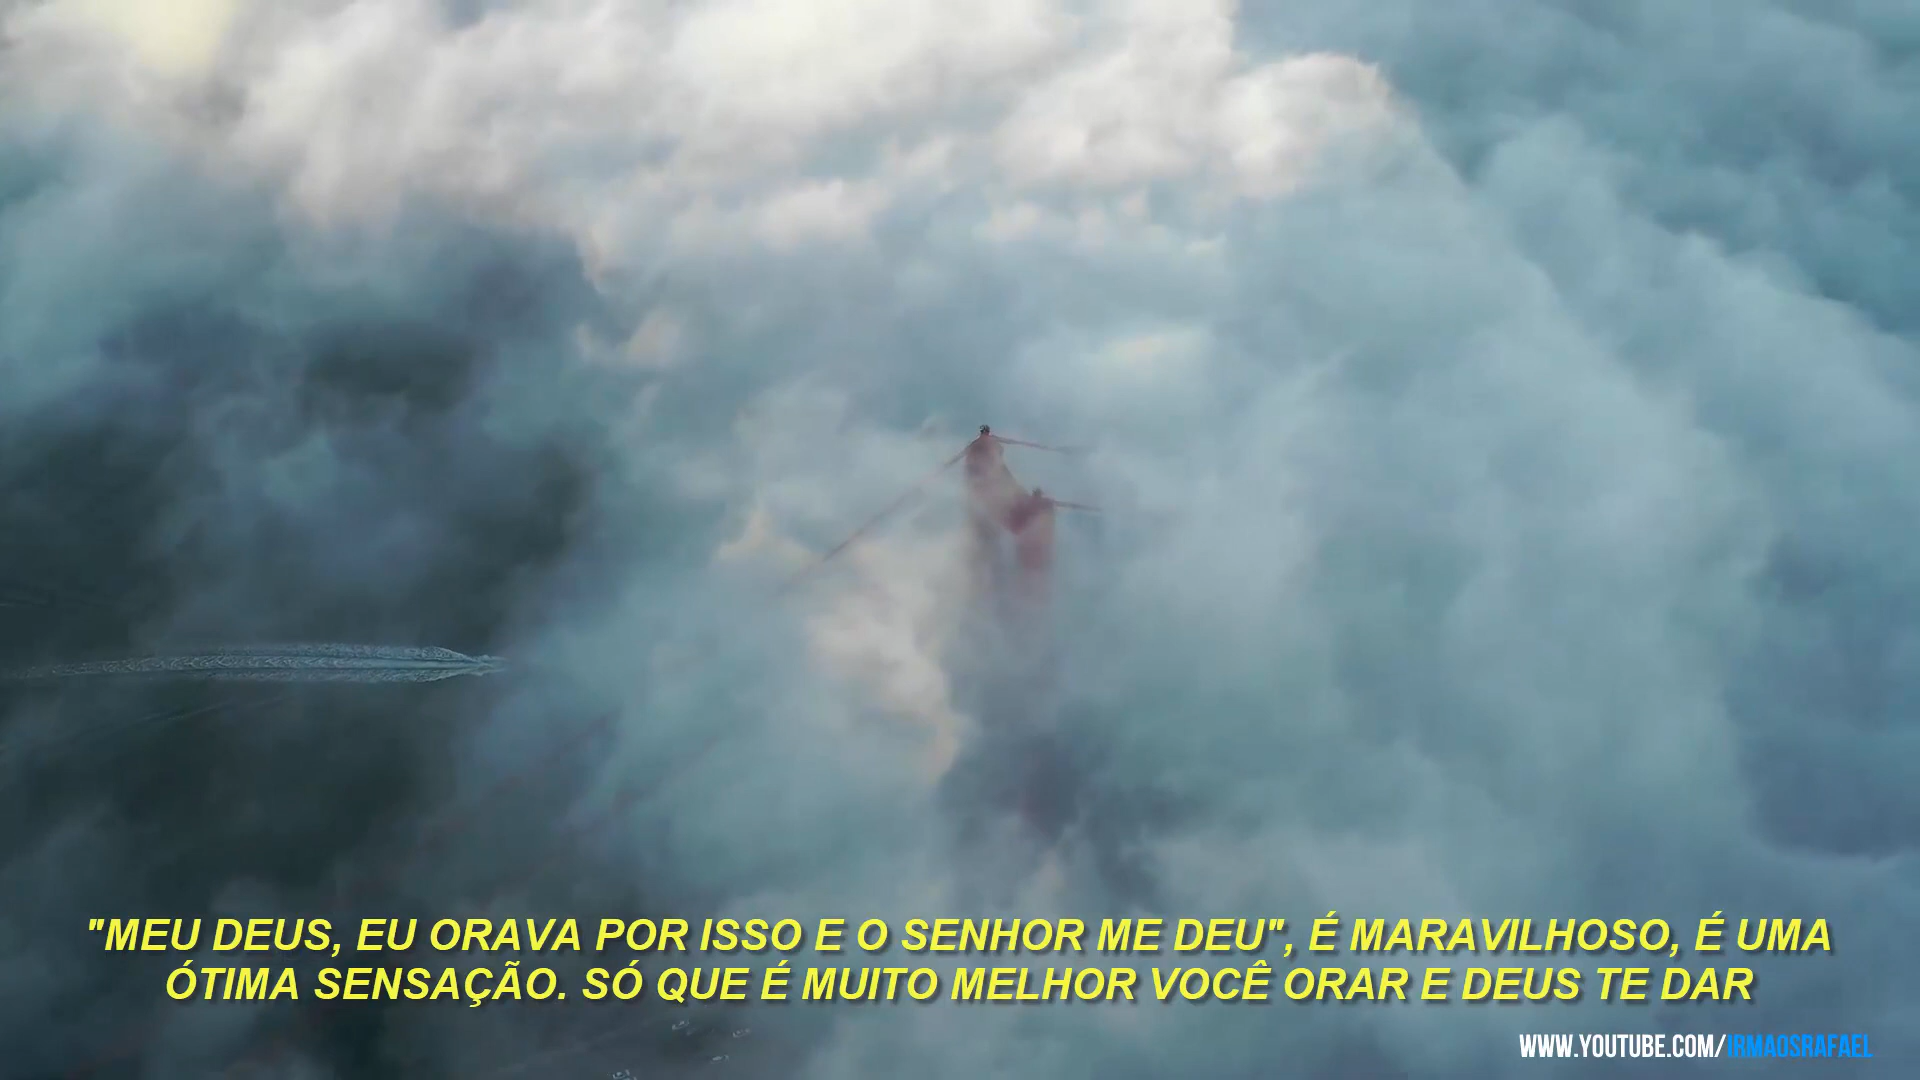 "MEU DEUS, EU ORAVA POR ISSO E O SENHOR ME DEU", É MARAVILHOSO, É UMA
ÓTIMA SENSAÇÃO. SÓ QUE É MUITO MELHOR VOCÊ ORAR E DEUS TE DAR
WWW.YOUTUBE.COM/IRMAOSRAFAEL